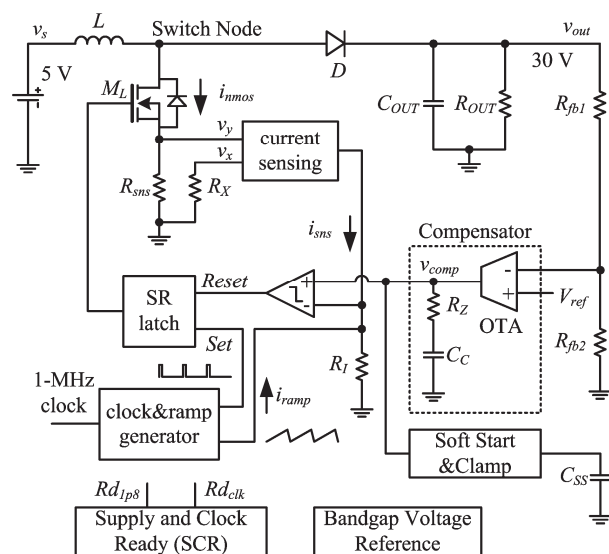 v_s
L
Switch Node
v_out
5 V
M_L
i_nmos
D
30 V
C_OUT
R_OUT
R_fb1
v_y
v_x
current
sensing
R_sns
R_X
i_sns
Compensator
v_comp
OTA
V_ref
R_Z
C_C
R_fb2
SR
latch
Reset
Set
+
-
-
+
1-MHz
clock
clock&ramp
generator
i_ramp
R_I
Soft Start
&Clamp
C_SS
Rd_1p8
Rd_clk
Supply and Clock
Ready (SCR)
Bandgap Voltage
Reference